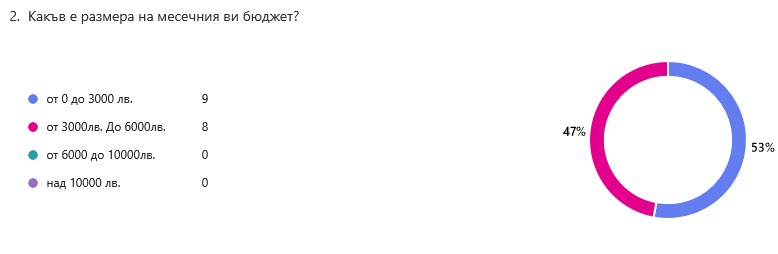 2. Какъв е размера на месечния ви бюджет?
от 0 до 3000 лв. 9
от 3000лв. До 6000лв. 8
от 6000 до 10000лв. 0
над 10000 лв. 0
47%
53%